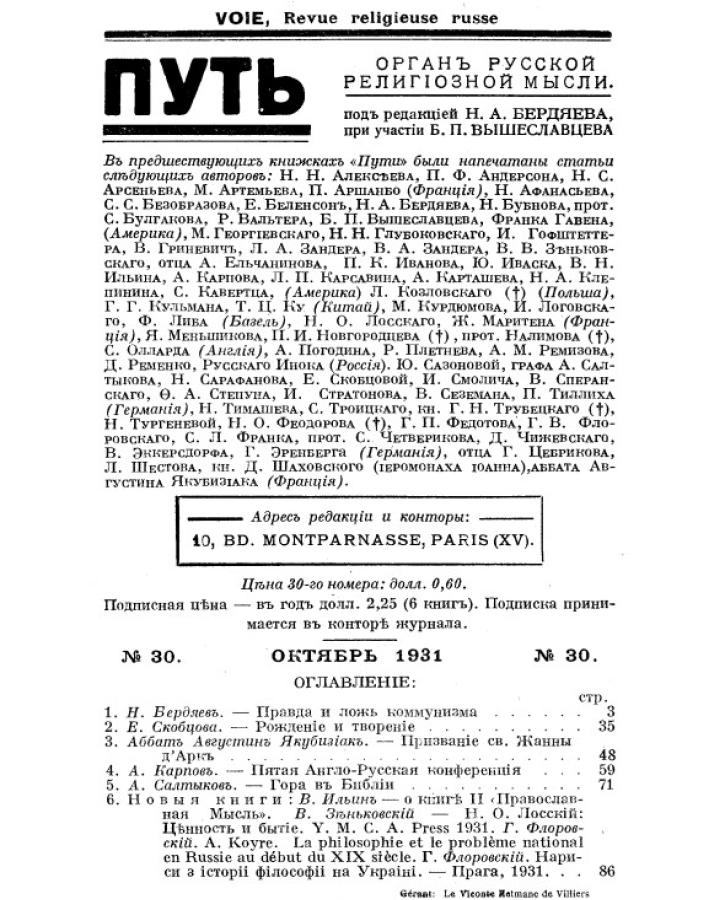 VOIE, Revue religieuse russe
ПУТЬ
ОРГАНЪ РУССКОЙ
РЕЛИГІОЗНОЙ МЫСЛИ.
подъ редакціей Н. А. БЕРДЯЕВА,
при участіи Б. П. ВЫШЕСЛАВЦЕВА
Въ предшествующихъ книжкахъ «Пути» были напечатаны статьи
слѣдующихъ авторовъ: Н. Н. Алексѣева, П. Ф. Андерсона, Н. С.
Арсеньева, М. Артемьева, П. Аршанбо (Франція), Н. Афанасьева,
С. С. Безобразова, Е. Беленсонъ, Н. А. Бердяева, Н. Бубнова, прот.
С. Булгакова, Р. Вальтера, Б. П. Вышеславцева, Франка Гавена,
(Америка), М. Георгіевскаго, Н. Н. Глубоковскаго, И. Гофштетте-
ра, В. Гриневичъ, Л. А. Зандера, В. А. Зандера, В. В. Зѣньков-
скаго, отца А. Ельчанинова, П. К. Иванова, Ю. Иваска, В. Н.
Ильина, А. Карпова, Л. П. Карсавина, А. Карташева, Н. А. Кле-
пинина, С. Кавертца, (Америка) Л. Козловскаго (†) (Польша),
Г. Г. Кульмана, Т. Ц. Ку (Китай), М. Курдюмова, И. Логовска-
го, Ф. Либа (Базель), Н. О. Лосскаго, Ж. Маритена (Фран-
ція), Я. Меньшикова, П. И. Новгородцева (†), прот. Налимова (†),
С. Олларда (Англія), А. Погодина, Р. Плетнева, А. М. Ремизова,
Д. Ременко, Русскаго Инока (Россія). Ю. Сазоновой, графа А. Сал-
тыкова, Н. Сарафанова, Е. Скобцовой, И. Смолича, В. Сперан-
скаго, Ѳ. А. Степуна, И. Стратонова, В. Сеземана, П. Тиллиха
(Германія), Н. Тимашева, С. Троицкаго, кн. Г. Н. Трубецкаго (†),
Н. Тургеневой, Н. О. Феодорова (†), Г. П. Федотова, Г. В. Фло-
ровскаго, С. Л. Франка, прот. С. Четверикова, Д. Чижевскаго,
В. Эккерсдорфа, Г. Эренберга (Германія), отца Г. Цебрикова,
Л. Шестова, кн. Д. Шаховского (іеромонаха іоанна), аббата Ав-
густина Якубизіака (Франція).
Адресъ редакціи и конторы:
10, BD. MONTPARNASSE, PARIS (XV).
Цѣна 30-го номера: долл. 0,60.
Подписная цѣна — въ годъ долл. 2,25 (6 книгъ). Подписка прини-
мается въ конторѣ журнала.
№ 30. ОКТЯБРЬ 1931 № 30.
ОГЛАВЛЕНІЕ:
стр.
1. Н. Бердяевъ. — Правда и ложь коммунизма . . . . . . 3
2. Е. Скобцова. — Рожденіе и твореніе . . . . . . . . . 35
3. Аббатъ Августинъ Якубизіакъ. — Призваніе св. Жанны
д'Аркъ . . . . . . . . . . . . . . . . 48
4. А. Карповъ. — Пятая Англо-Русская конференція . . . 59
5. А. Салтыковъ. — Гора въ Библіи . . . . . . . . . . 71
6. Новыя книги: В. Ильинъ — о книгѣ II «Православ-
ная Мысль». В. Зѣньковскій — Н. О. Лосскій:
Цѣнность и бытіе. Y. M. C. A. Press 1931. Г. Флоров-
скій. А. Koyre. La philosophie et le problème national
en Russie au début du XIX siècle. Г. Флоровскій. Нари-
си з історіі філософіі на Украіні. — Прага, 1931. . . 86
Gérant: Le Vicomte Hotmanc de Villiers